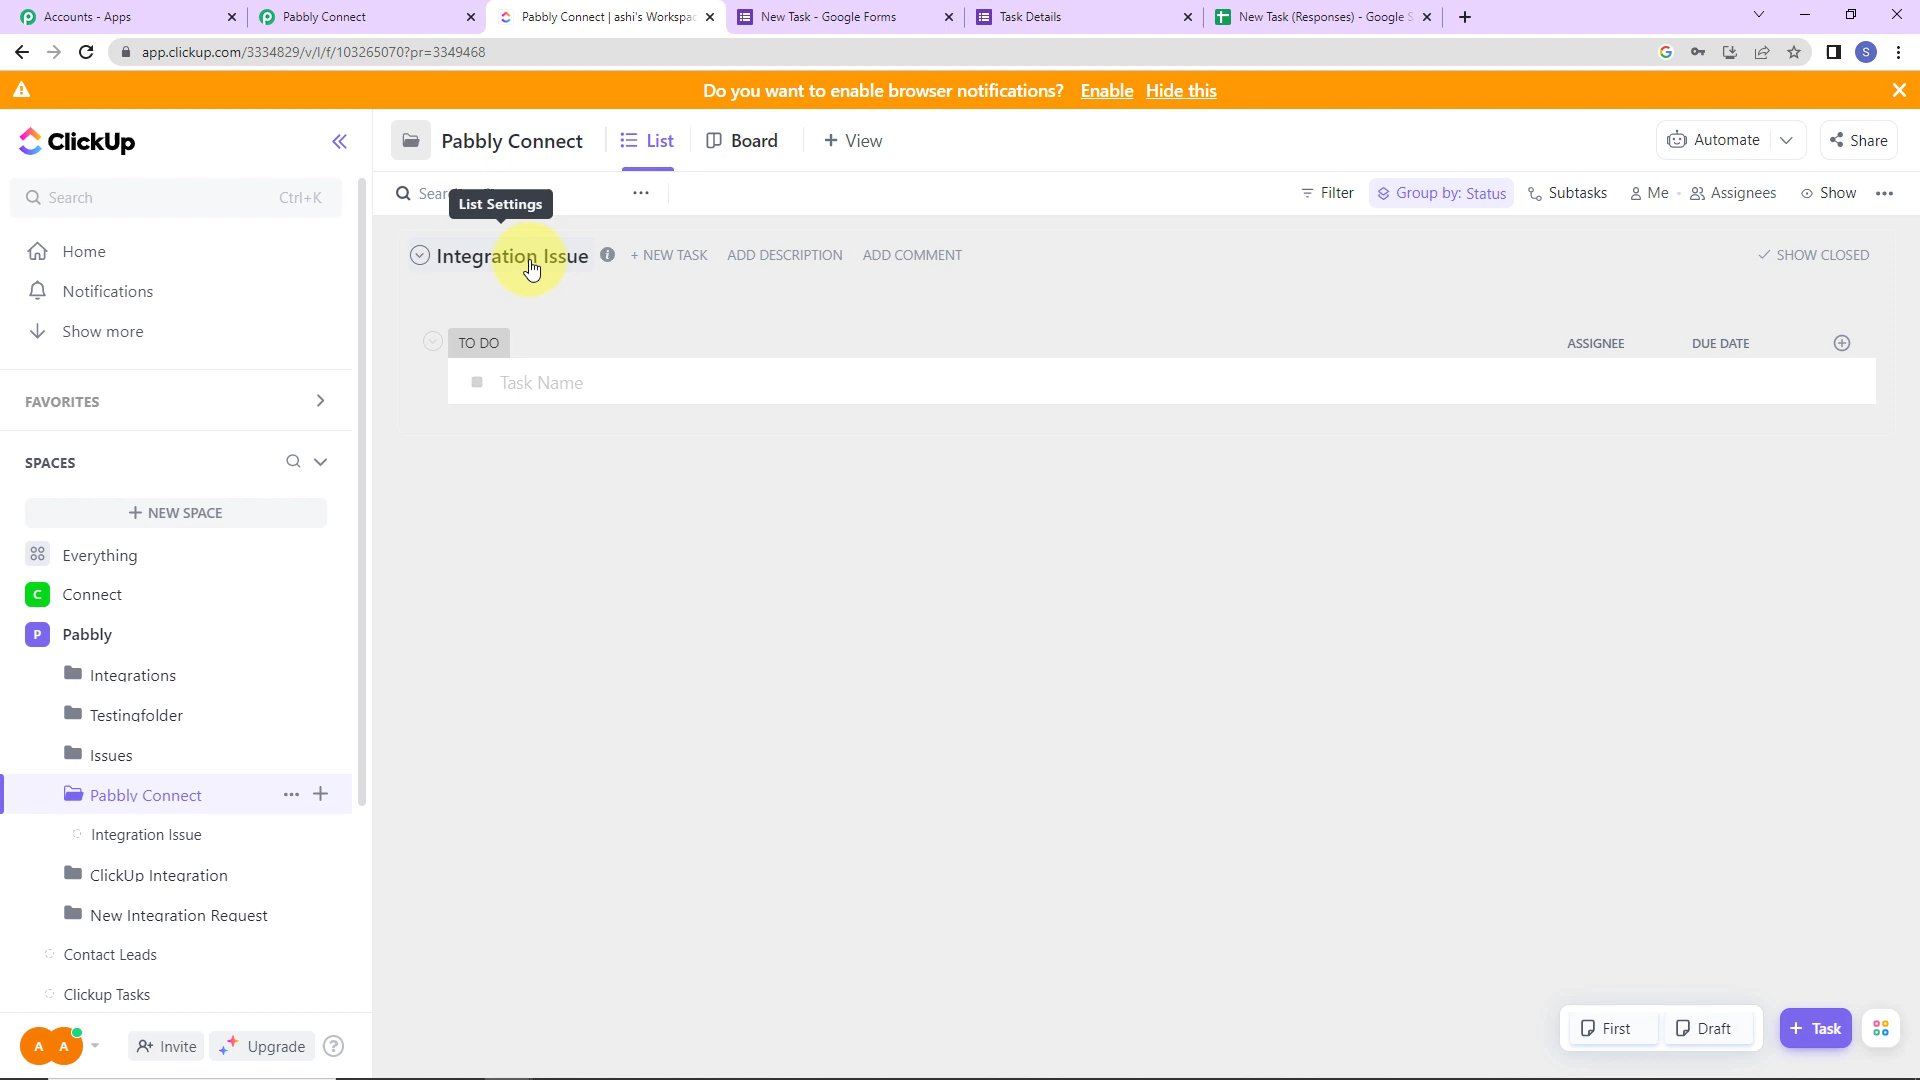 Accounts - Apps
Pabbly Connect
Pabbly Connect | ashi's Workspac
New Task - Google Forms
Task Details
New Task (Responses) - Google S
app.clickup.com/3334829/v/l/f/103265070?pr=3349468
S
Do you want to enable browser notifications? Enable Hide this
ClickUp
Pabbly Connect
List
Board
+ View
Automate
Share
Search
Ctrl+K
List Settings
Filter
Group by: Status
Subtasks
Me
Assignees
Show
Home
Notifications
Show more
Integration Issue
+ NEW TASK
ADD DESCRIPTION
ADD COMMENT
SHOW CLOSED
TO DO
ASSIGNEE
DUE DATE
Task Name
FAVORITES
SPACES
+ NEW SPACE
Everything
C Connect
P Pabbly
Integrations
Testingfolder
Issues
Pabbly Connect
Integration Issue
ClickUp Integration
New Integration Request
Contact Leads
Clickup Tasks
A A
Invite
Upgrade
?
First
Draft
+ Task